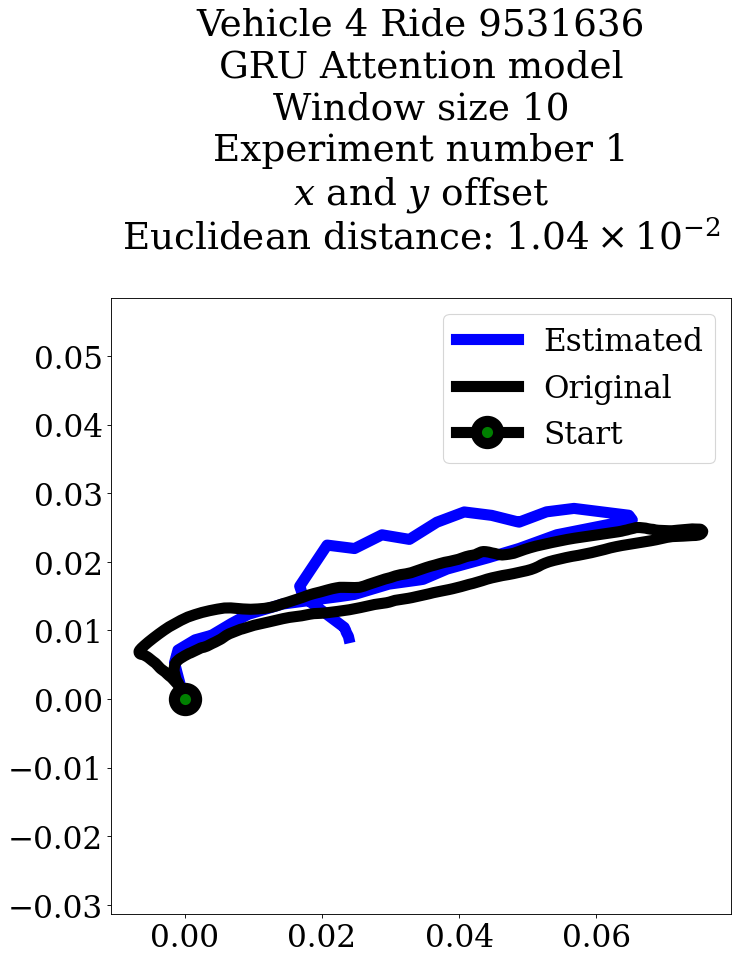 Vehicle 4 Ride 9531636
GRU Attention model
Window size 10
Experiment number 1
x and y offset
Euclidean distance: 1.04 × 10⁻²
Estimated
Original
Start
0.05
0.04
0.03
0.02
0.01
0.00
−0.01
−0.02
−0.03
0.00 0.02 0.04 0.06